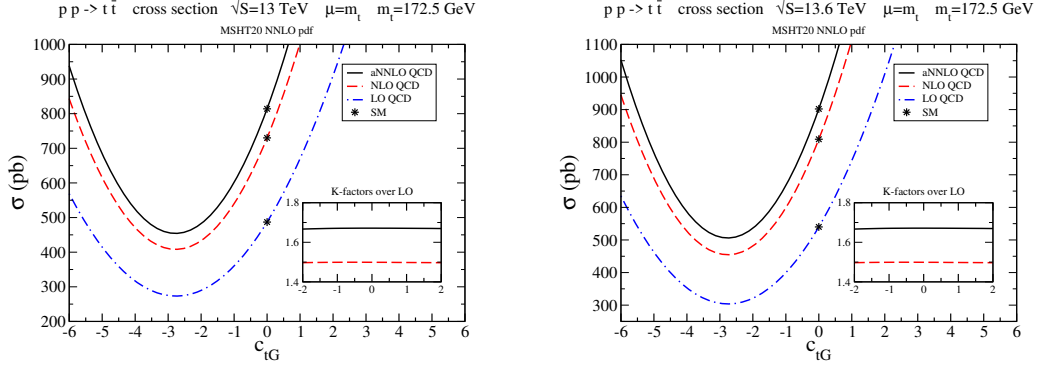 p p -> t t̄ cross section √S=13 TeV μ=m_t m_t=172.5 GeV
MSHT20 NNLO pdf
1000
900
800
700
600
500
400
300
200
σ (pb)
aNNLO QCD
NLO QCD
LO QCD
SM
K-factors over LO
1.8
1.6
1.4
-2 -1 0 1 2
-6 -5 -4 -3 -2 -1 0 1 2 3 4 5 6
c_tG
p p -> t t̄ cross section √S=13.6 TeV μ=m_t m_t=172.5 GeV
MSHT20 NNLO pdf
1100
1000
900
800
700
600
500
400
300
σ (pb)
aNNLO QCD
NLO QCD
LO QCD
SM
K-factors over LO
1.8
1.6
1.4
-2 -1 0 1 2
-6 -5 -4 -3 -2 -1 0 1 2 3 4 5 6
c_tG